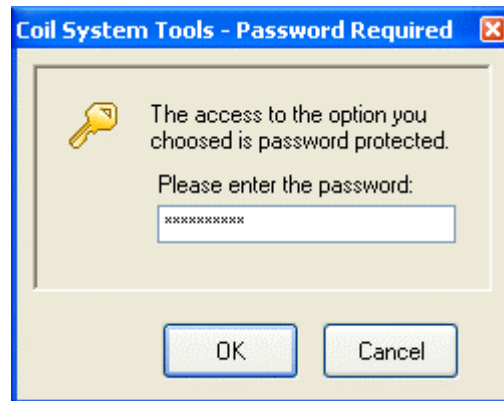 Coil System Tools - Password Required
The access to the option you
choosed is password protected.
Please enter the password:
××××××××××
OK
Cancel